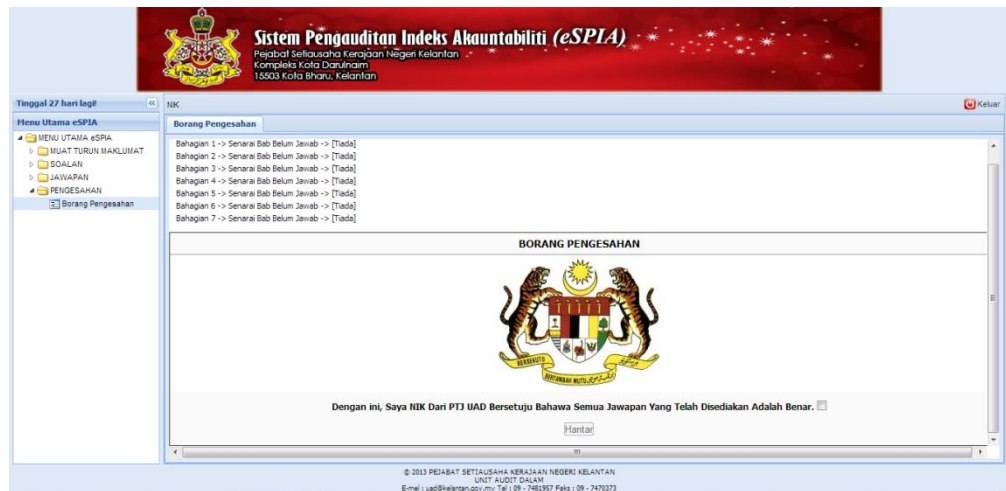 Sistem Pengauditan Indeks Akauntabiliti (eSPIA)
Pejabat Setiausaha Kerajaan Negeri Kelantan
Kompleks Kota Darulnaim
15503 Kota Bharu, Kelantan
Tinggal 27 hari lagi!
NIK
Keluar
Menu Utama eSPIA
MENU UTAMA eSPIA
MUAT TURUN MAKLUMAT
SOALAN
JAWAPAN
PENGESAHAN
Borang Pengesahan
Borang Pengesahan
Bahagian 1 -> Senarai Bab Belum Jawab -> [Tiada]
Bahagian 2 -> Senarai Bab Belum Jawab -> [Tiada]
Bahagian 3 -> Senarai Bab Belum Jawab -> [Tiada]
Bahagian 4 -> Senarai Bab Belum Jawab -> [Tiada]
Bahagian 5 -> Senarai Bab Belum Jawab -> [Tiada]
Bahagian 6 -> Senarai Bab Belum Jawab -> [Tiada]
Bahagian 7 -> Senarai Bab Belum Jawab -> [Tiada]
BORANG PENGESAHAN
BERSEKUTU
BERTAMBAH MUTU
Dengan ini, Saya NIK Dari PTJ UAD Bersetuju Bahawa Semua Jawapan Yang Telah Disediakan Adalah Benar.
Hantar
© 2013 PEJABAT SETIAUSAHA KERAJAAN NEGERI KELANTAN
UNIT AUDIT DALAM
E-mel : uad@kelantan.gov.my Tel : 09 - 7481957 Faks : 09 - 7470373